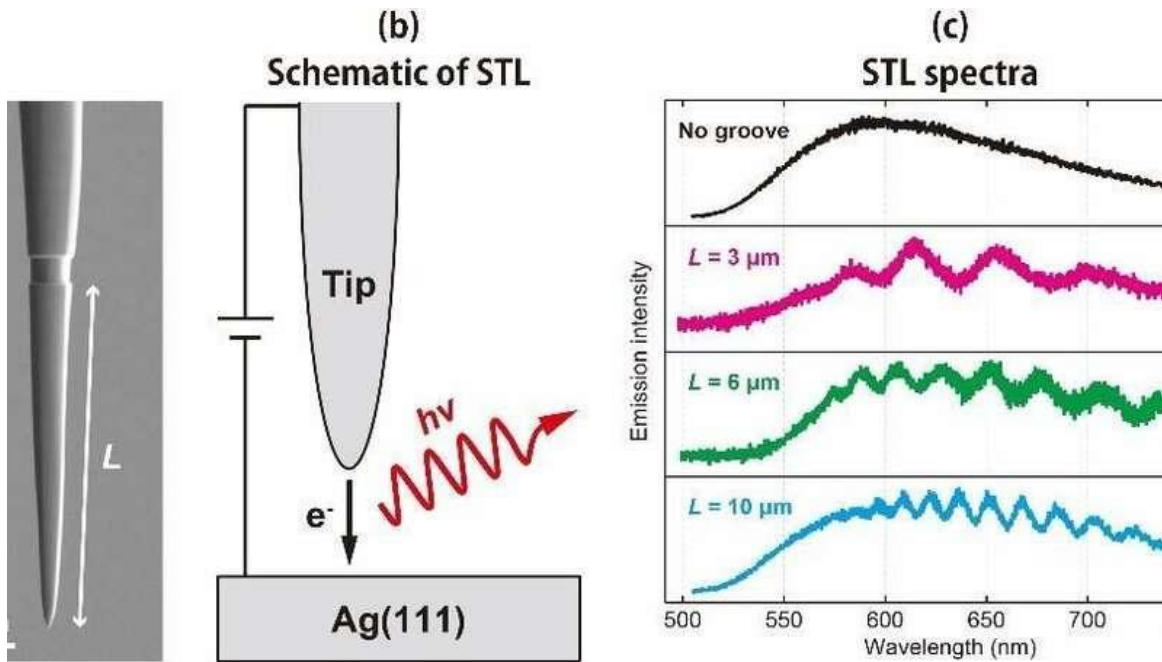 (b)
Schematic of STL
L
Tip
hν
e-
Ag(111)
(c)
STL spectra
Emission intensity
No groove
L = 3 µm
L = 6 µm
L = 10 µm
500 550 600 650 700
Wavelength (nm)